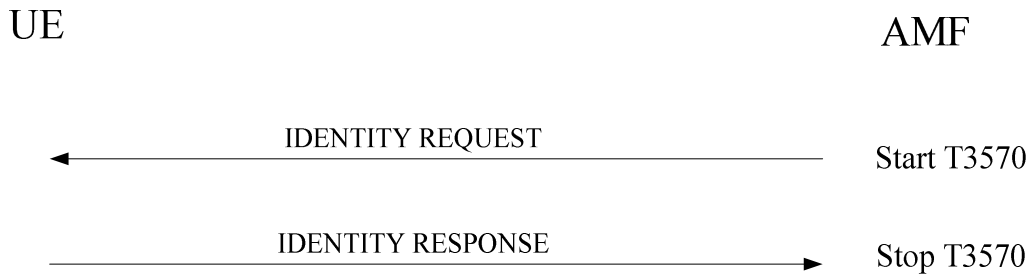 UE
AMF
IDENTITY REQUEST
Start T3570
IDENTITY RESPONSE
Stop T3570